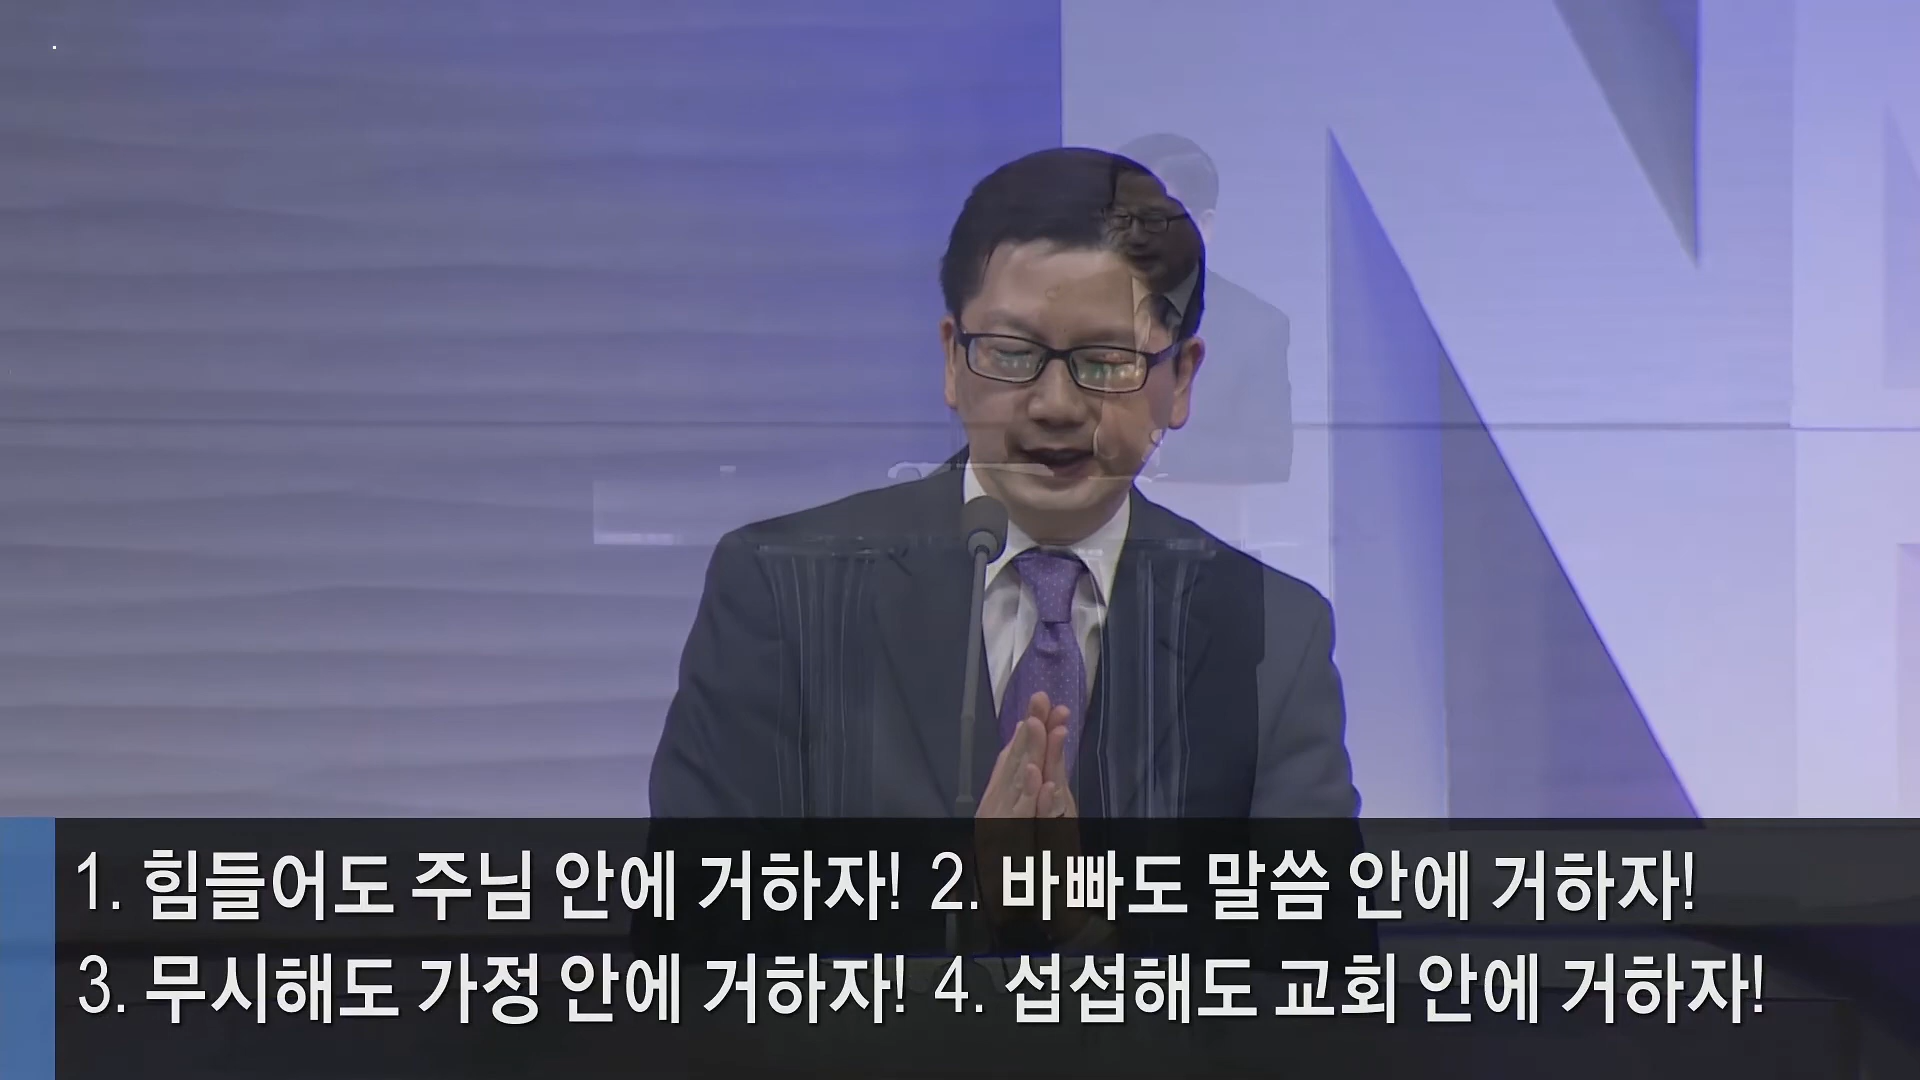 1. 힘들어도 주님 안에 거하자! 2. 바빠도 말씀 안에 거하자!
3. 무시해도 가정 안에 거하자! 4. 섭섭해도 교회 안에 거하자!